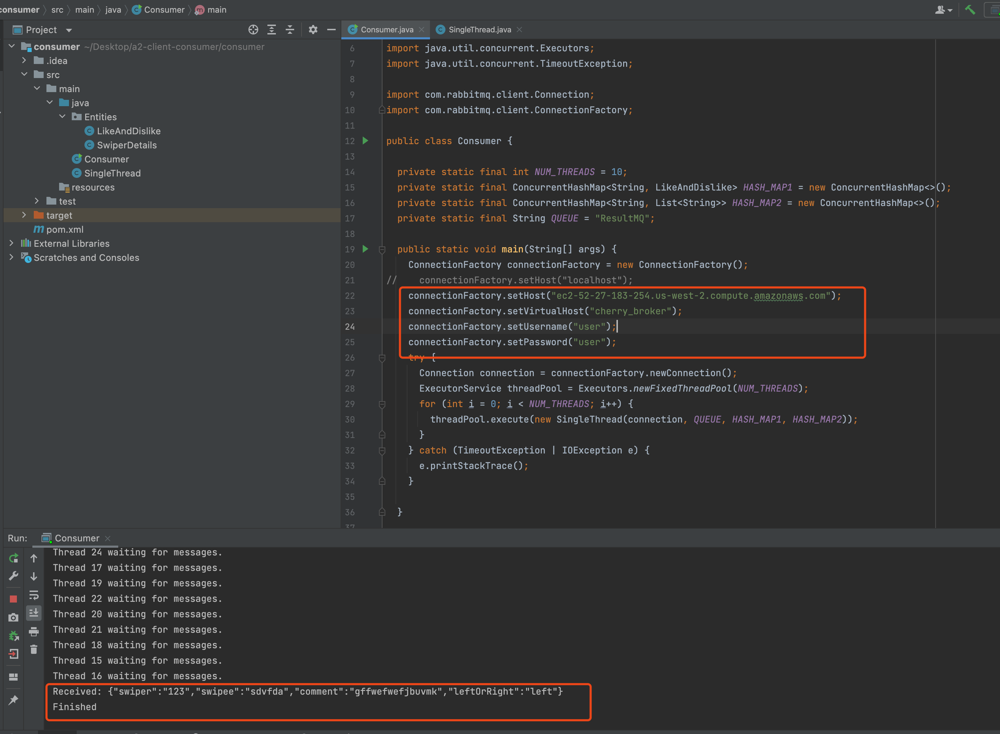 consumer src main java Consumer main
Project
Consumer.java SingleThread.java
consumer ~/Desktop/a2-client-consumer/consumer
.idea
src
main
java
Entities
LikeAndDislike
SwiperDetails
Consumer
SingleThread
resources
test
target
pom.xml
External Libraries
Scratches and Consoles
6 import java.util.concurrent.Executors;
7 import java.util.concurrent.TimeoutException;
8
9 import com.rabbitmq.client.Connection;
10 import com.rabbitmq.client.ConnectionFactory;
11
12 public class Consumer {
13
14 private static final int NUM_THREADS = 10;
15 private static final ConcurrentHashMap<String, LikeAndDislike> HASH_MAP1 = new ConcurrentHashMap<>();
16 private static final ConcurrentHashMap<String, List<String>> HASH_MAP2 = new ConcurrentHashMap<>();
17 private static final String QUEUE = "ResultMQ";
18
19 public static void main(String[] args) {
20 ConnectionFactory connectionFactory = new ConnectionFactory();
21 // connectionFactory.setHost("localhost");
22 connectionFactory.setHost("ec2-52-27-183-254.us-west-2.compute.amazonaws.com");
23 connectionFactory.setVirtualHost("cherry_broker");
24 connectionFactory.setUsername("user");
25 connectionFactory.setPassword("user");
26 try {
27 Connection connection = connectionFactory.newConnection();
28 ExecutorService threadPool = Executors.newFixedThreadPool(NUM_THREADS);
29 for (int i = 0; i < NUM_THREADS; i++) {
30 threadPool.execute(new SingleThread(connection, QUEUE, HASH_MAP1, HASH_MAP2));
31 }
32 } catch (TimeoutException | IOException e) {
33 e.printStackTrace();
34 }
35
36 }
37
Run: Consumer
Thread 24 waiting for messages.
Thread 17 waiting for messages.
Thread 19 waiting for messages.
Thread 22 waiting for messages.
Thread 20 waiting for messages.
Thread 21 waiting for messages.
Thread 18 waiting for messages.
Thread 15 waiting for messages.
Thread 16 waiting for messages.
Received: {"swiper":"123","swipee":"sdvfda","comment":"gffwefwefjbuvmk","leftOrRight":"left"}
Finished